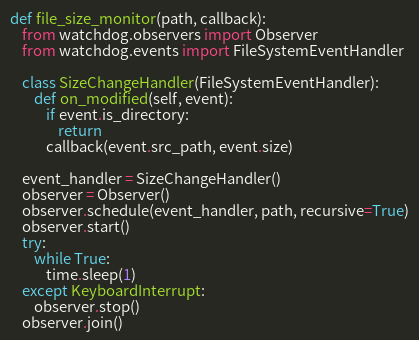 def file_size_monitor(path, callback):
    from watchdog.observers import Observer
    from watchdog.events import FileSystemEventHandler

    class SizeChangeHandler(FileSystemEventHandler):
        def on_modified(self, event):
            if event.is_directory:
                return
            callback(event.src_path, event.size)

    event_handler = SizeChangeHandler()
    observer = Observer()
    observer.schedule(event_handler, path, recursive=True)
    observer.start()
    try:
        while True:
            time.sleep(1)
    except KeyboardInterrupt:
        observer.stop()
    observer.join()